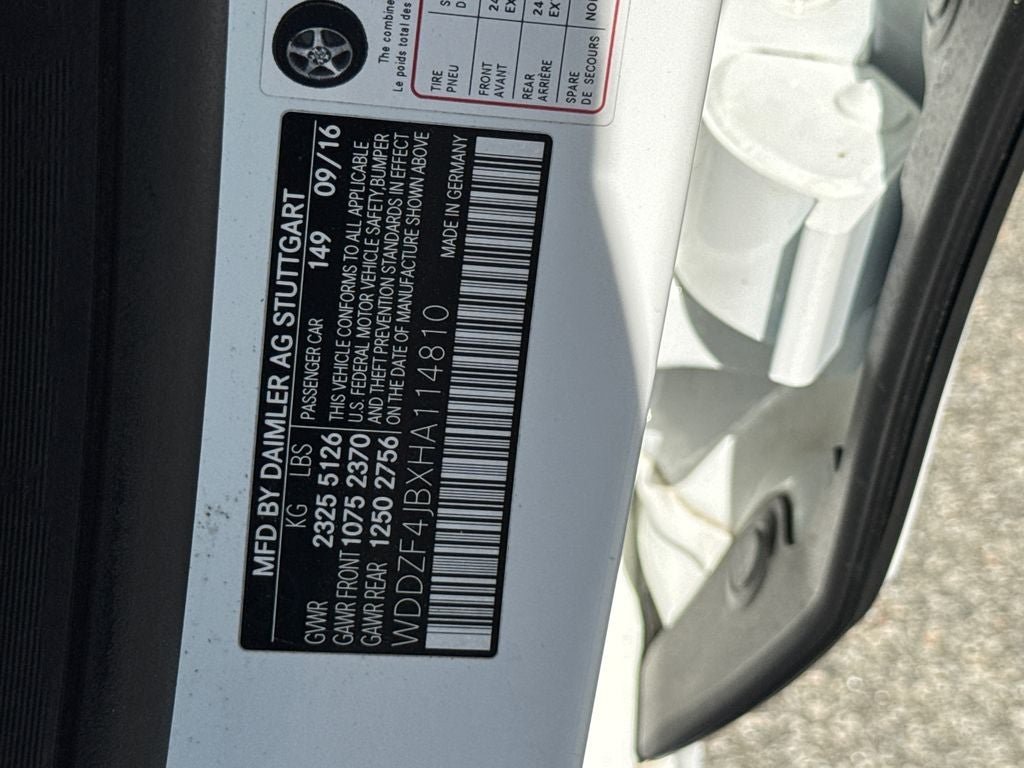 MFD BY DAIMLER AG STUTTGART
KG LBS PASSENGER CAR 149 09/16
GVWR 2325 5126
GAWR FRONT 1075 2370
GAWR REAR 1250 2756
THIS VEHICLE CONFORMS TO ALL APPLICABLE
U.S. FEDERAL MOTOR VEHICLE SAFETY,BUMPER
AND THEFT PREVENTION STANDARDS IN EFFECT
ON THE DATE OF MANUFACTURE SHOWN ABOVE
WDDZF4JBXHA114810 MADE IN GERMANY
The combine
Le poids total des
TIRE
PNEU
FRONT
AVANT
REAR
ARRIÈRE
SPARE
DE SECOURS